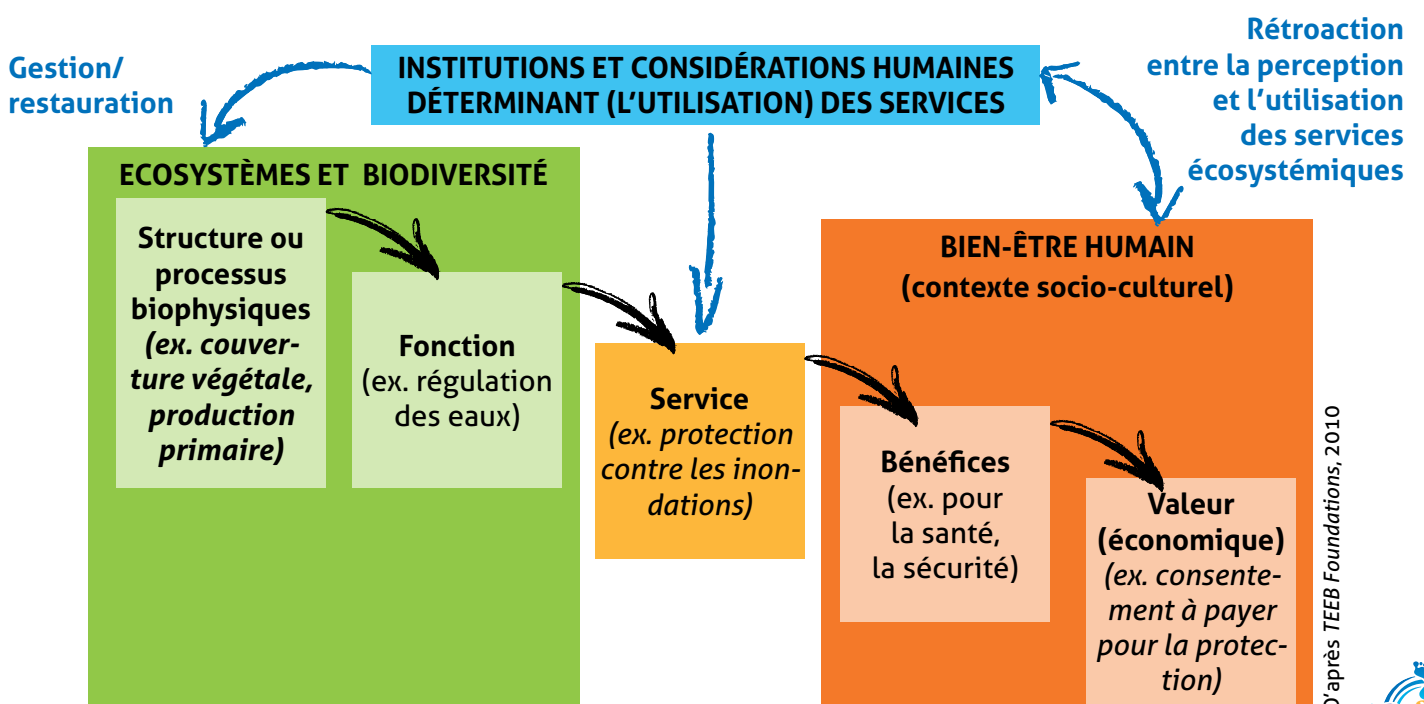 Gestion/
restauration
INSTITUTIONS ET CONSIDÉRATIONS HUMAINES
DÉTERMINANT (L'UTILISATION) DES SERVICES
Rétroaction
entre la perception
et l'utilisation
des services
écosystémiques
ECOSYSTÈMES ET BIODIVERSITÉ
Structure ou
processus
biophysiques
(ex. couver-
ture végétale,
production
primaire)
Fonction
(ex. régulation
des eaux)
Service
(ex. protection
contre les inon-
dations)
BIEN-ÊTRE HUMAIN
(contexte socio-culturel)
Bénéfices
(ex. pour
la santé,
la sécurité)
Valeur
(économique)
(ex. consente-
ment à payer
pour la protec-
tion)
D'après TEEB Foundations, 2010